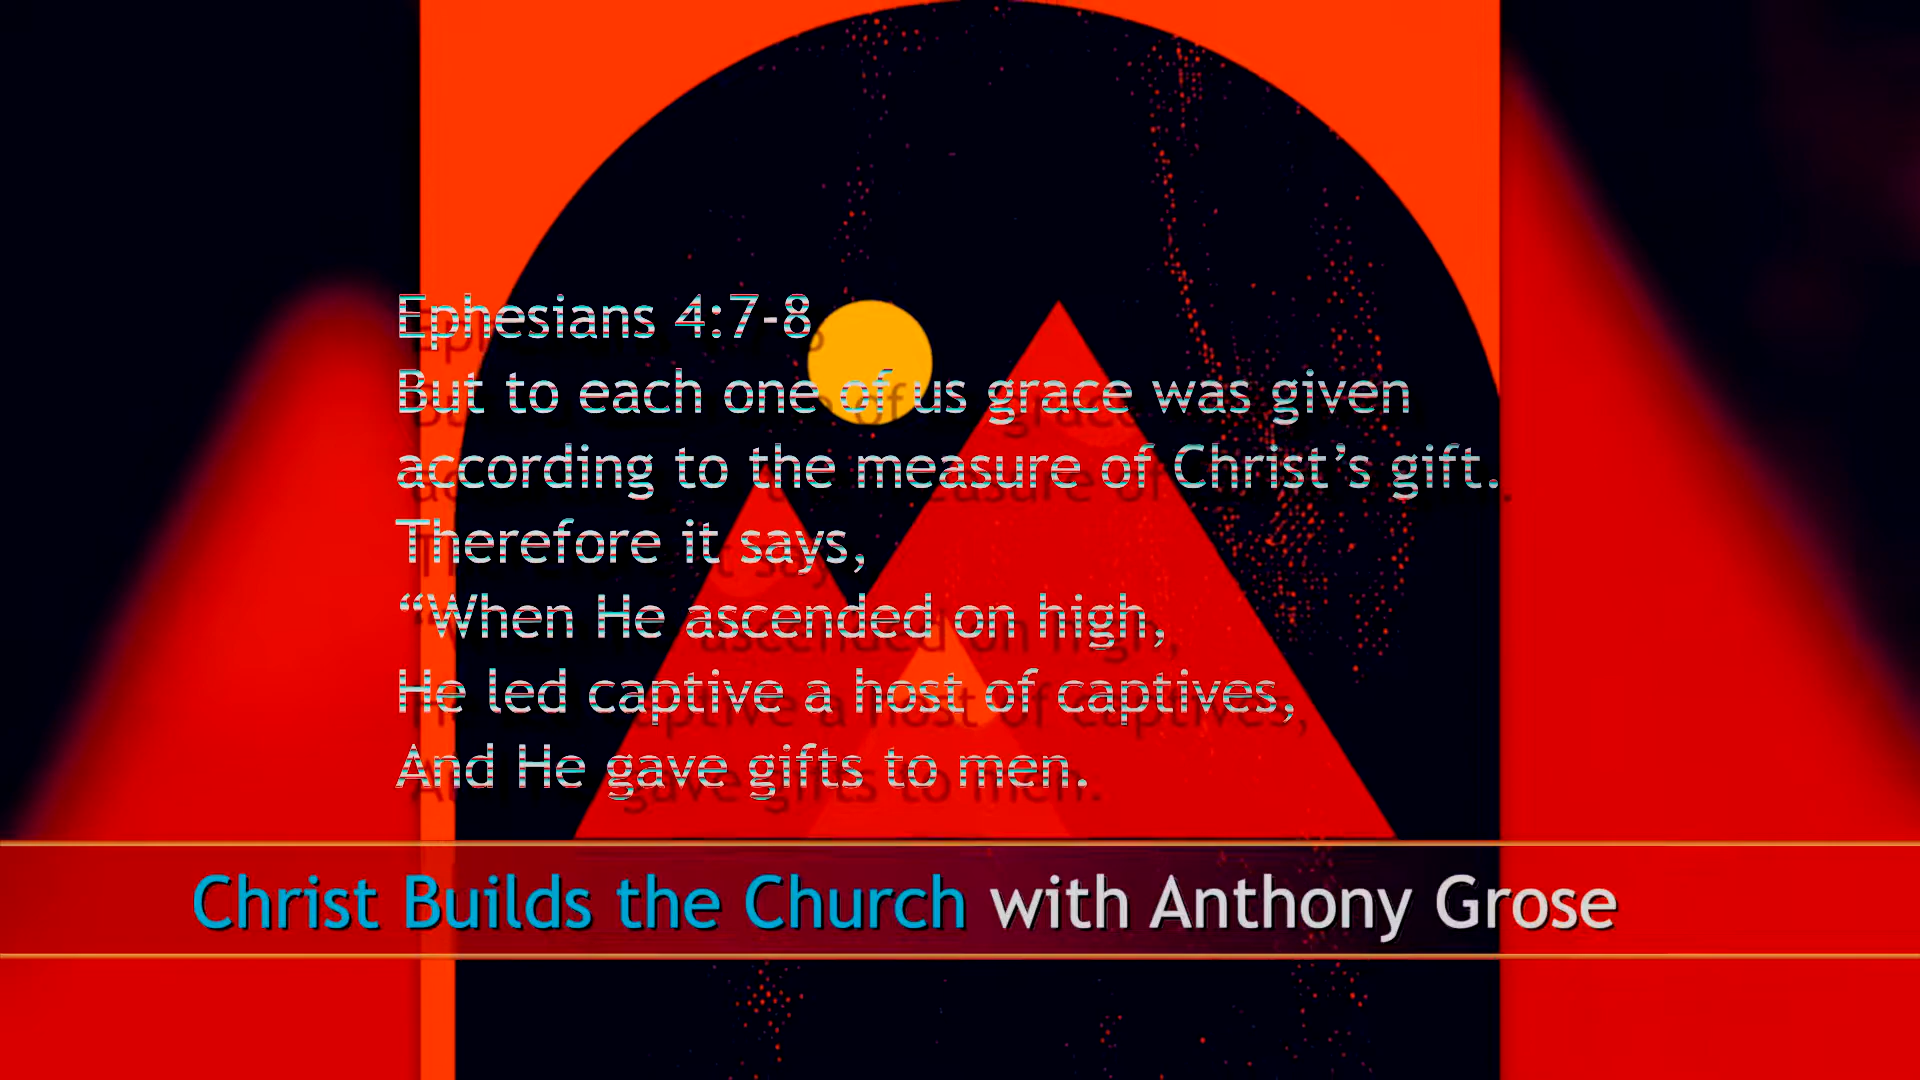 Ephesians 4:7-8
But to each one of us grace was given
according to the measure of Christ’s gift.
Therefore it says,
“When He ascended on high,
He led captive a host of captives,
And He gave gifts to men.
Christ Builds the Church with Anthony Grose